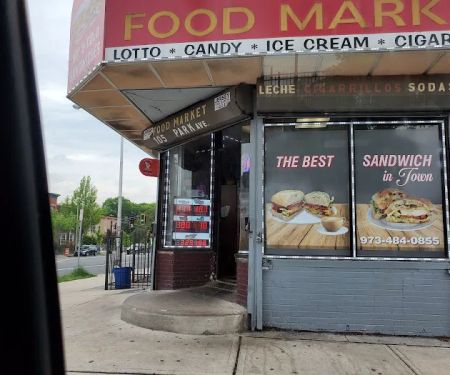 FOOD MARK
LOTTO * CANDY * ICE CREAM * CIGAR
LECHE CIGARRILLOS SODAS
FOOD MARKET
105 PARK AVE.
THE BEST
SANDWICH
in Town
973-484-0855